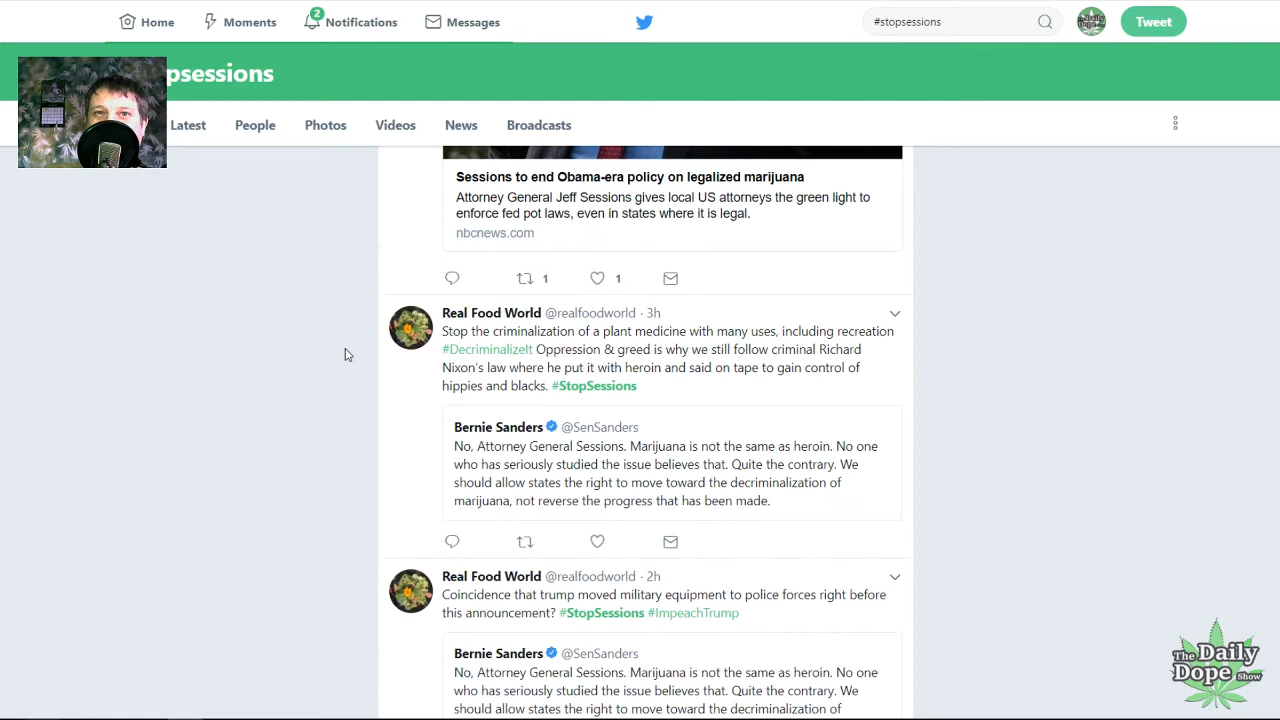 Home
Moments
2
Notifications
Messages
#stopsessions
Tweet
psessions
Latest
People
Photos
Videos
News
Broadcasts
Sessions to end Obama-era policy on legalized marijuana
Attorney General Jeff Sessions gives local US attorneys the green light to
enforce fed pot laws, even in states where it is legal.
nbcnews.com
1
1
Real Food World @realfoodworld · 3h
Stop the criminalization of a plant medicine with many uses, including recreation
#DecriminalizeIt Oppression & greed is why we still follow criminal Richard
Nixon's law where he put it with heroin and said on tape to gain control of
hippies and blacks. #StopSessions
Bernie Sanders @SenSanders
No, Attorney General Sessions. Marijuana is not the same as heroin. No one
who has seriously studied the issue believes that. Quite the contrary. We
should allow states the right to move toward the decriminalization of
marijuana, not reverse the progress that has been made.
Real Food World @realfoodworld · 2h
Coincidence that trump moved military equipment to police forces right before
this announcement? #StopSessions #ImpeachTrump
Bernie Sanders @SenSanders
No, Attorney General Sessions. Marijuana is not the same as heroin. No one
who has seriously studied the issue believes that. Quite the contrary. We
should allow states the right to move toward the decriminalization of
The Daily
Dope Show